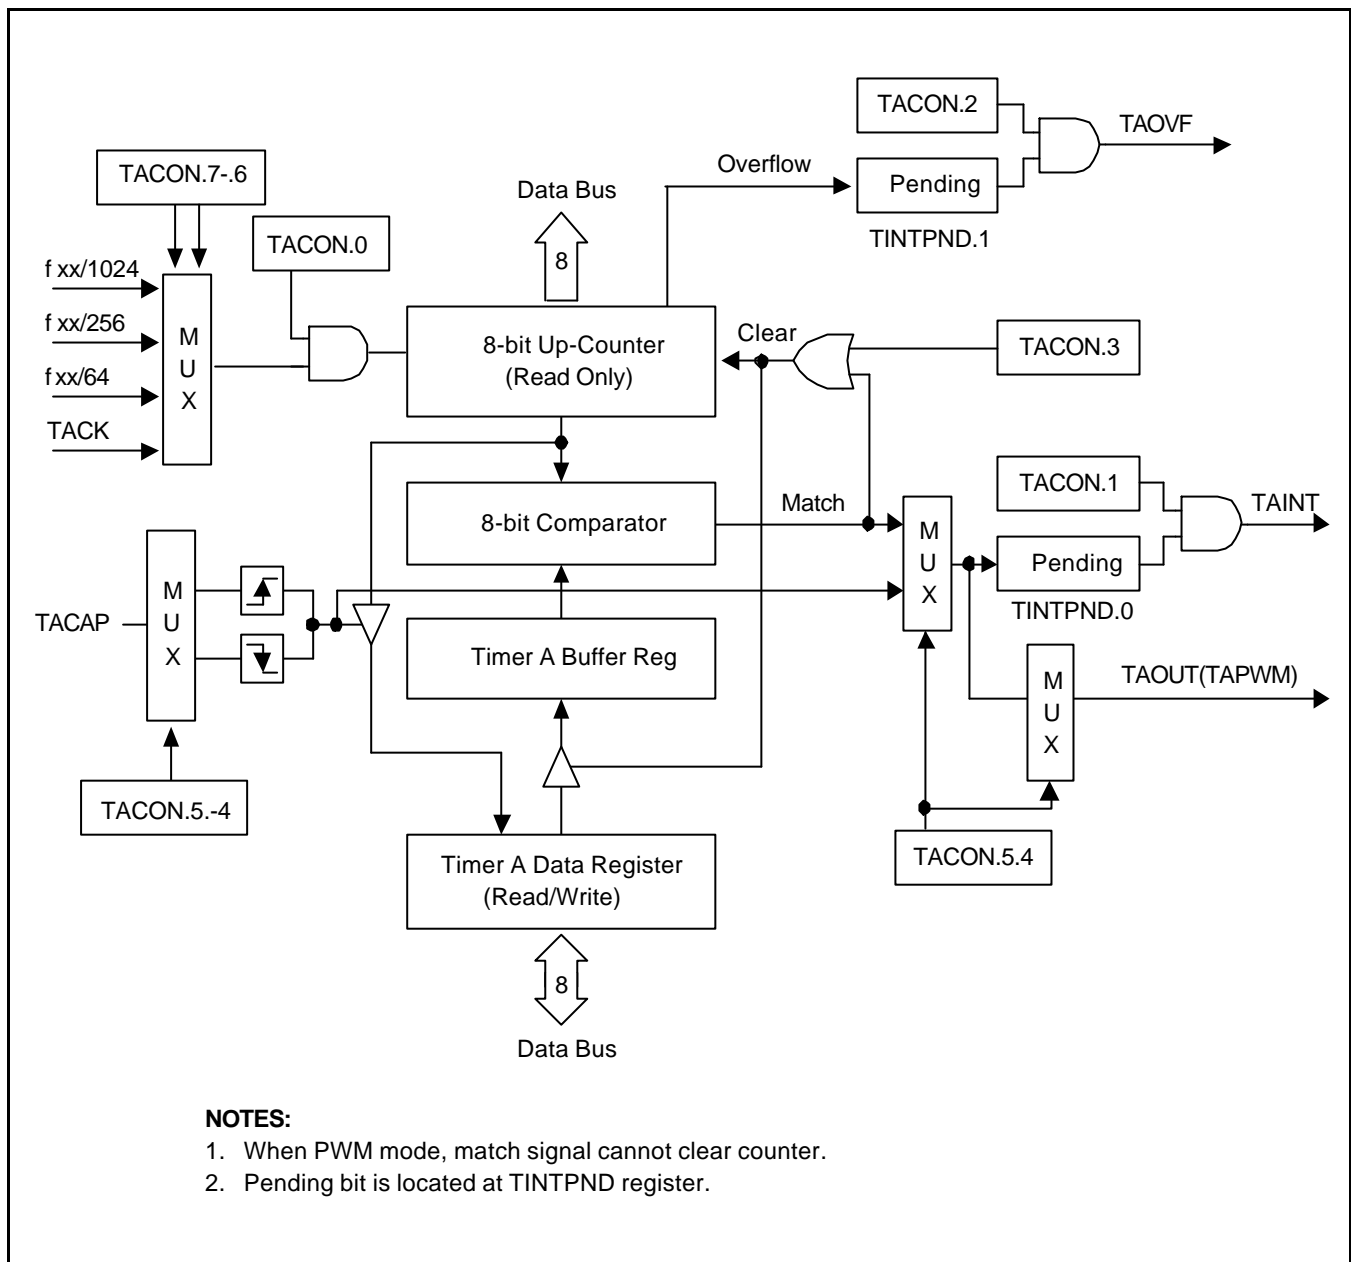 TACON.2
TAOVF
Overflow
Pending
TINTPND.1
TACON.7-.6
Data Bus
8
TACON.0
f xx/1024
f xx/256
f xx/64
TACK
M
U
X
8-bit Up-Counter
(Read Only)
Clear
TACON.3
8-bit Comparator
Match
M
U
X
TACON.1
TAINT
Pending
TINTPND.0
TACAP
M
U
X
Timer A Buffer Reg
M
U
X
TAOUT(TAPWM)
TACON.5.-4
Timer A Data Register
(Read/Write)
TACON.5.4
8
Data Bus
NOTES:
1. When PWM mode, match signal cannot clear counter.
2. Pending bit is located at TINTPND register.